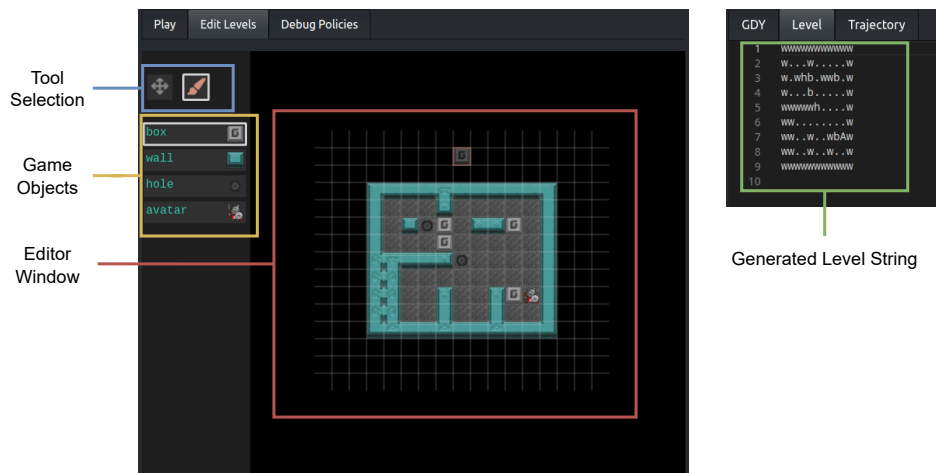 Play
Edit Levels
Debug Policies
GDY
Level
Trajectory
Tool
Selection
box
wall
hole
avatar
Game
Objects
Editor
Window
1 wwwwwwwwwww
2 w...w.....w
3 w.whb.wwb.w
4 w...b.....w
5 wwwwwh....w
6 ww........w
7 ww..w..wbAw
8 ww..w..w..w
9 wwwwwwwwwww
10
Generated Level String